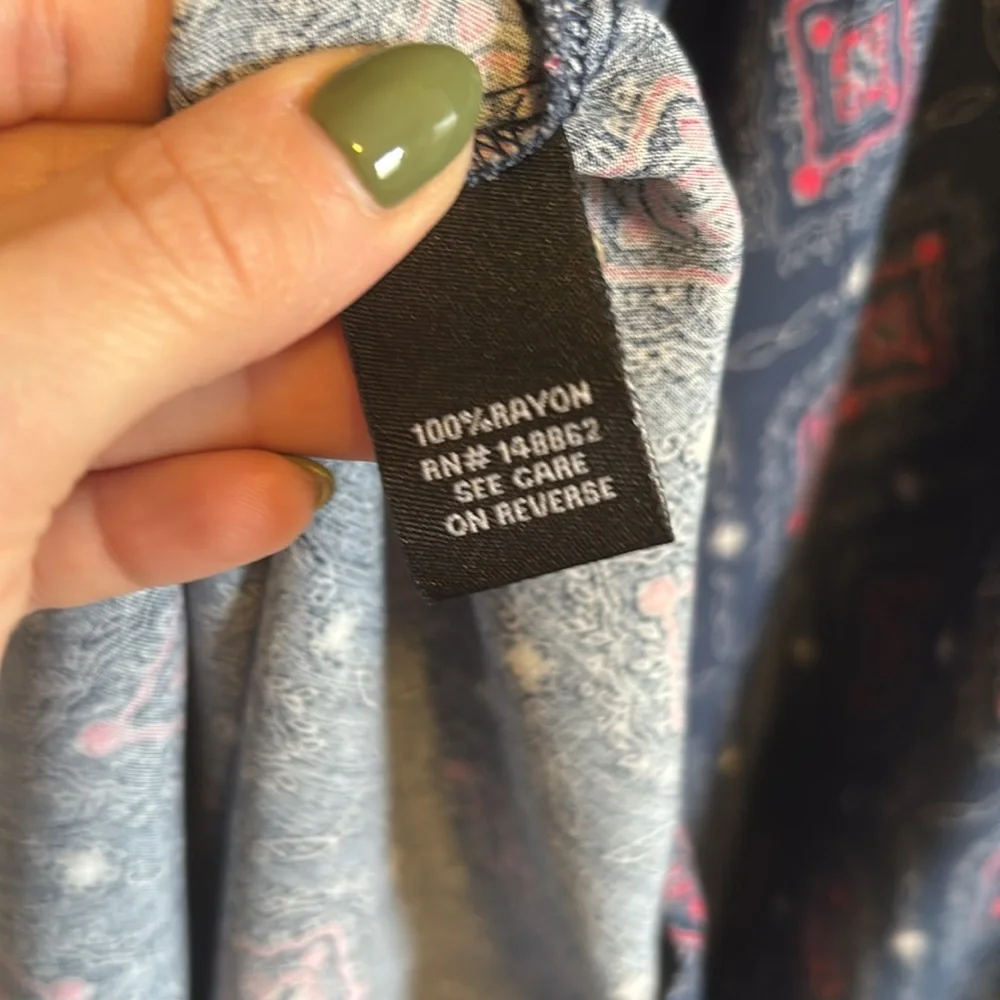 100%RAYON
RN# 148862
SEE CARE
ON REVERSE